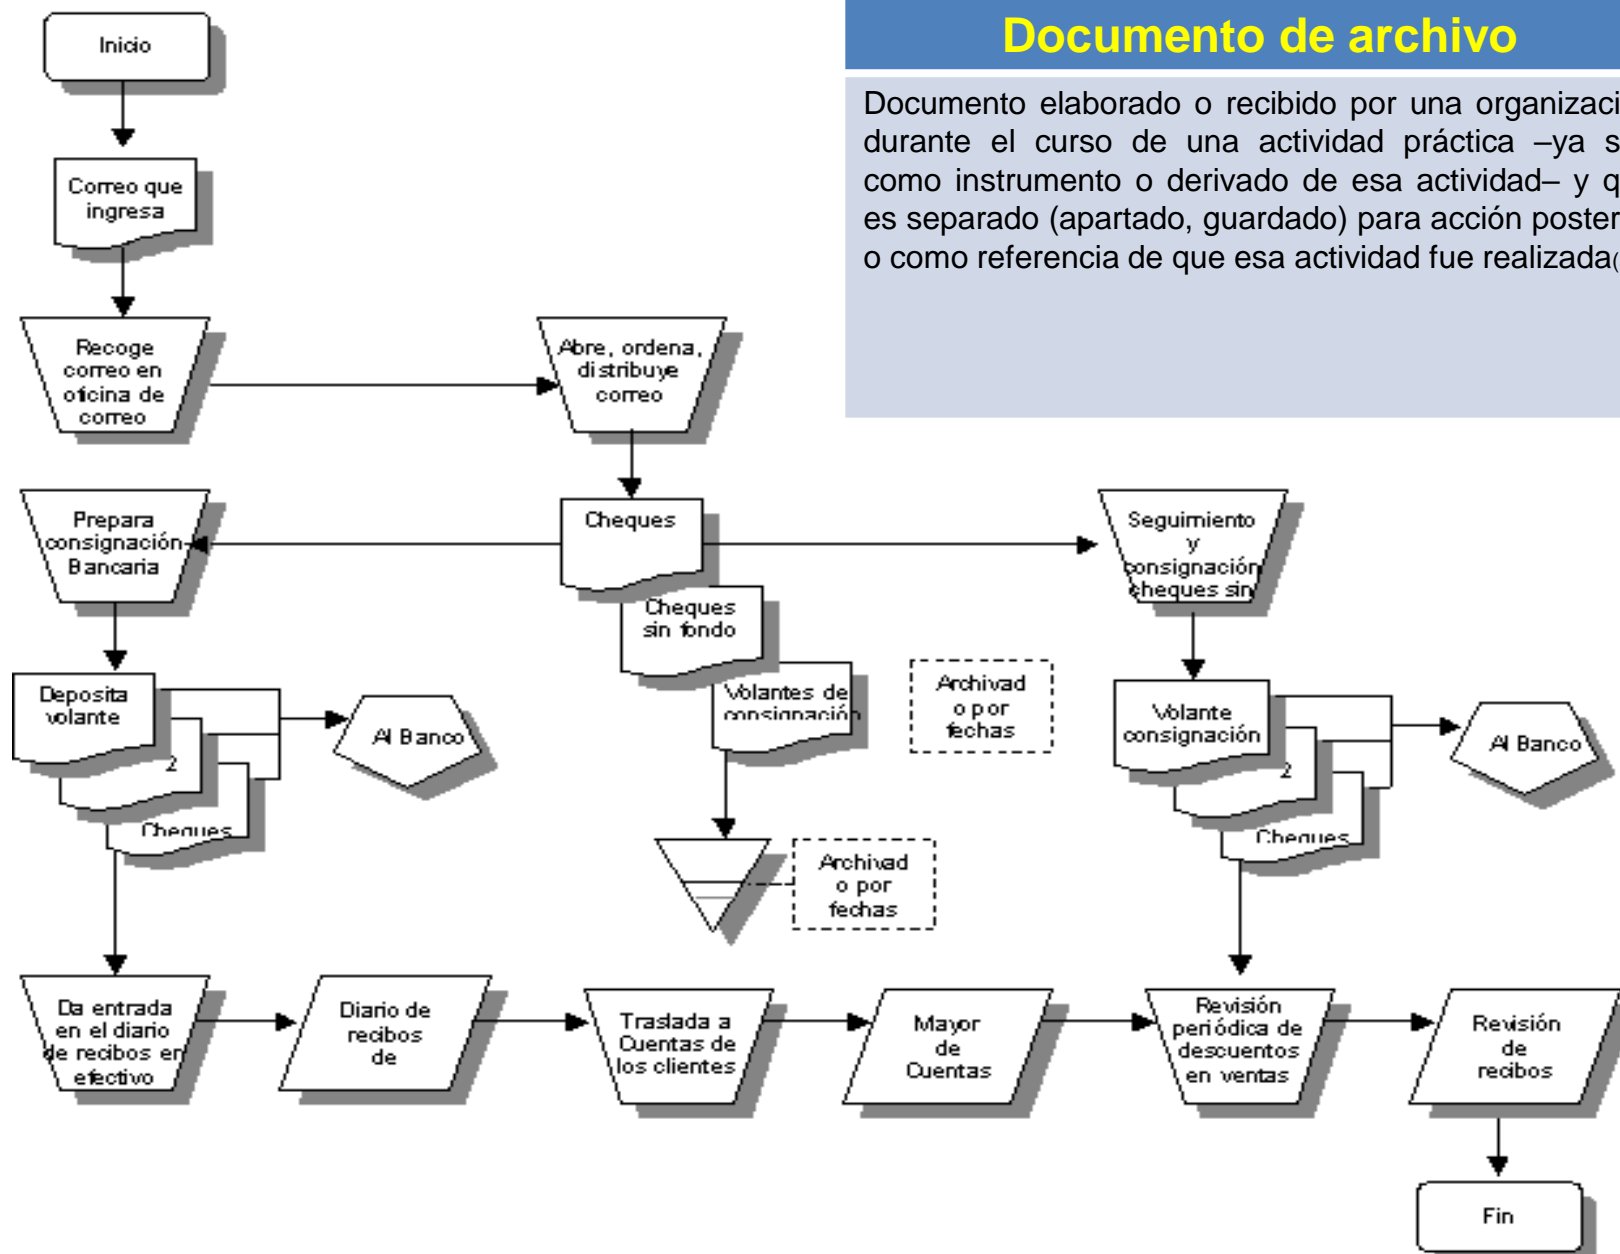 Documento de archivo
Documento elaborado o recibido por una
durante el curso de una actividad práctica –ya
como instrumento o derivado de esa actividad– y
es separado (apartado, guardado) para acción
o como referencia de que esa actividad fue realizada(
Inicio
Correo que
ingresa
Recoge
correo en
oficina de
correo
Abre, ordena,
distribuye
correo
Prepara
consignación
Bancaria
Cheques
Cheques
sin fondo
Volantes de
consignación
Seguimiento
y
consignación
cheques sin
Deposita
volante
2
Cheques
Al Banco
Archivad
o por
fechas
Volante
consignación
2
Cheques
Al Banco
Archivad
o por
fechas
Da entrada
en el diario
de recibos en
efectivo
Diario de
recibos
de
Traslada a
Cuentas de
los clientes
Mayor
de
Cuentas
Revisión
periódica de
descuentos
en ventas
Revisión
de
recibos
Fin